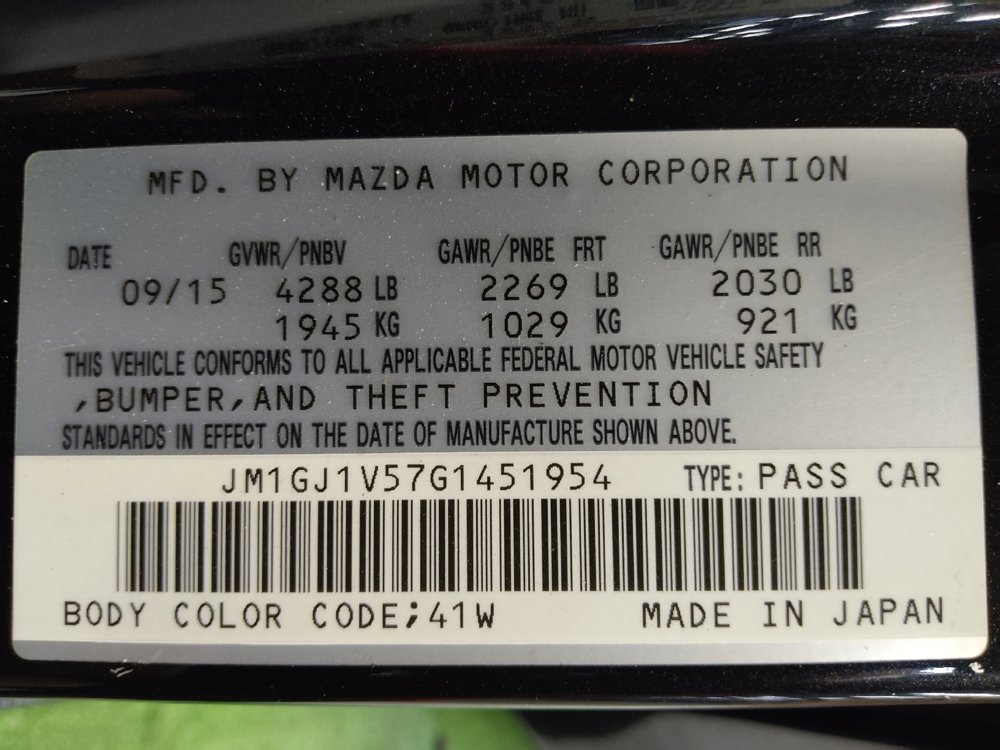 MFD. BY MAZDA MOTOR CORPORATION
DATE GVWR/PNBV GAWR/PNBE FRT GAWR/PNBE RR
09/15 4288 LB 2269 LB 2030 LB
1945 KG 1029 KG 921 KG
THIS VEHICLE CONFORMS TO ALL APPLICABLE FEDERAL MOTOR VEHICLE SAFETY
,BUMPER,AND THEFT PREVENTION
STANDARDS IN EFFECT ON THE DATE OF MANUFACTURE SHOWN ABOVE.
JM1GJ1V57G1451954 TYPE: PASS CAR
BODY COLOR CODE;41W MADE IN JAPAN